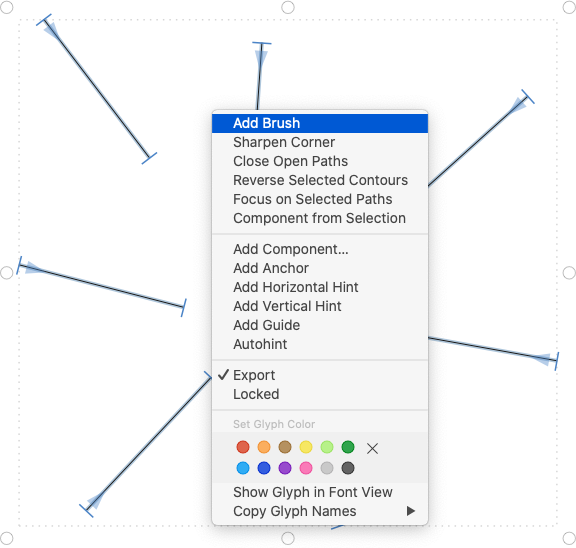 Add Brush
Sharpen Corner
Close Open Paths
Reverse Selected Contours
Focus on Selected Paths
Component from Selection
Add Component...
Add Anchor
Add Horizontal Hint
Add Vertical Hint
Add Guide
Autohint
Export
Locked
Set Glyph Color
Show Glyph in Font View
Copy Glyph Names